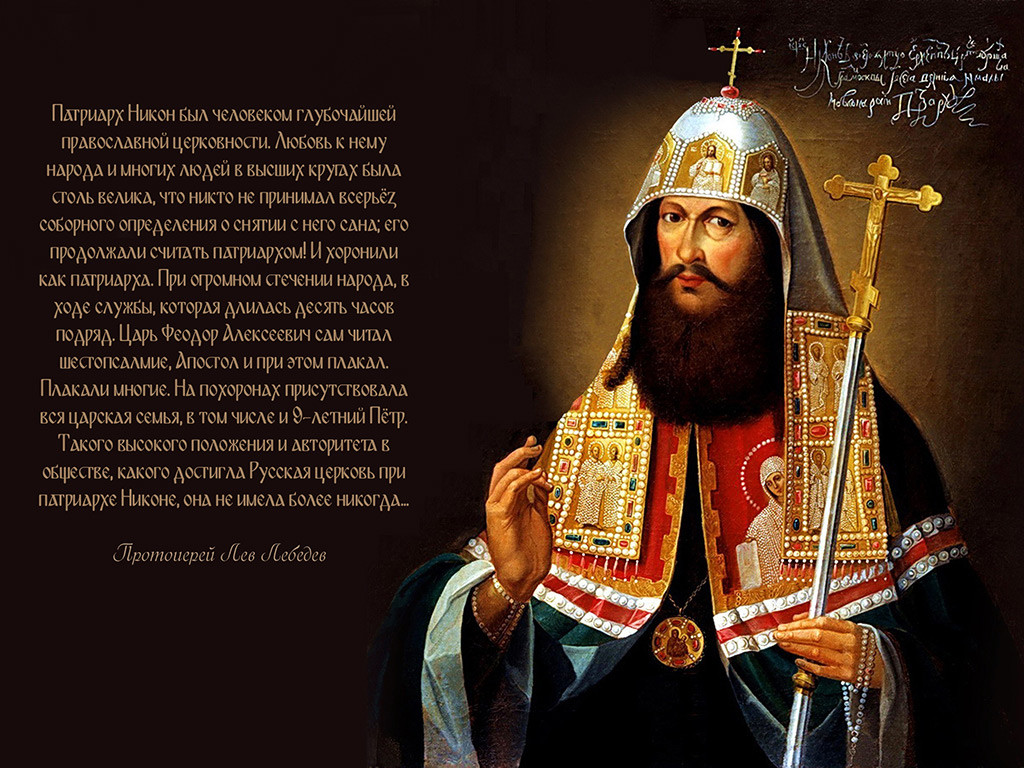 Патриарх Никон был человеком глубочайшей
православной церковности. Любовь к нему
народа и многих людей в высших кругах была
столь велика, что никто не принимал всерьёз
соборного определения о снятии с него сана; его
продолжали считать патриархом! И хоронили
как патриарха. При огромном стечении народа, в
ходе службы, которая длилась десять часов
подряд. Царь Феодор Алексеевич сам читал
шестопсалмие, Апостол и при этом плакал.
Плакали многие. На похоронах присутствовала
вся царская семья, в том числе и 9-летний Пётр.
Такого высокого положения и авторитета в
обществе, какого достигла Русская церковь при
патриархе Никоне, она не имела более никогда...
Протоиерей Лев Лебедев